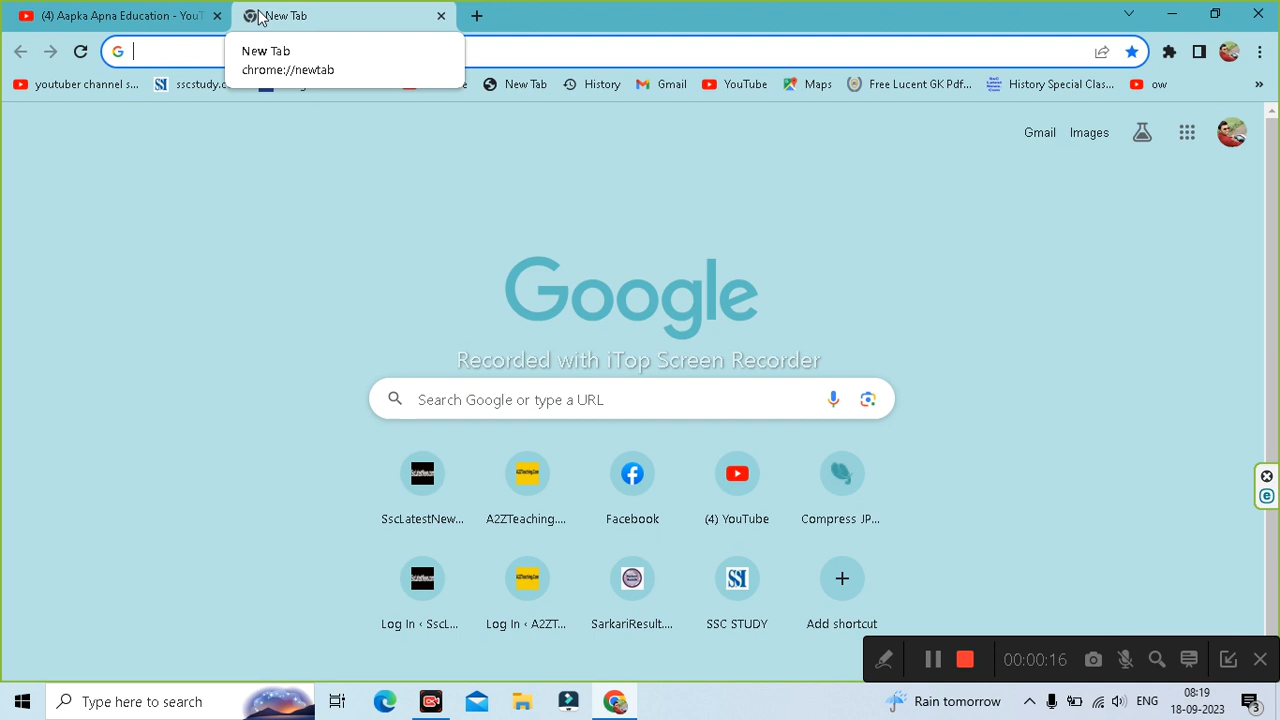 (4) Aapka Apna Education - YouT
New Tab
New Tab
chrome://newtab
youtuber channel s...
sscstudy.c
New Tab
History
Gmail
YouTube
Maps
Free Lucent GK Pdf...
History Special Clas...
ow
»
Gmail
Images
Google
Recorded with iTop Screen Recorder
Search Google or type a URL
SscLatestNew...
A2ZTeaching....
Facebook
(4) YouTube
Compress JP...
Log In ‹ SscL...
Log In ‹ A2ZT...
SarkariResult....
SSI
SSC STUDY
Add shortcut
00:00:16
Type here to search
Rain tomorrow
ENG
08:19
18-09-2023
3